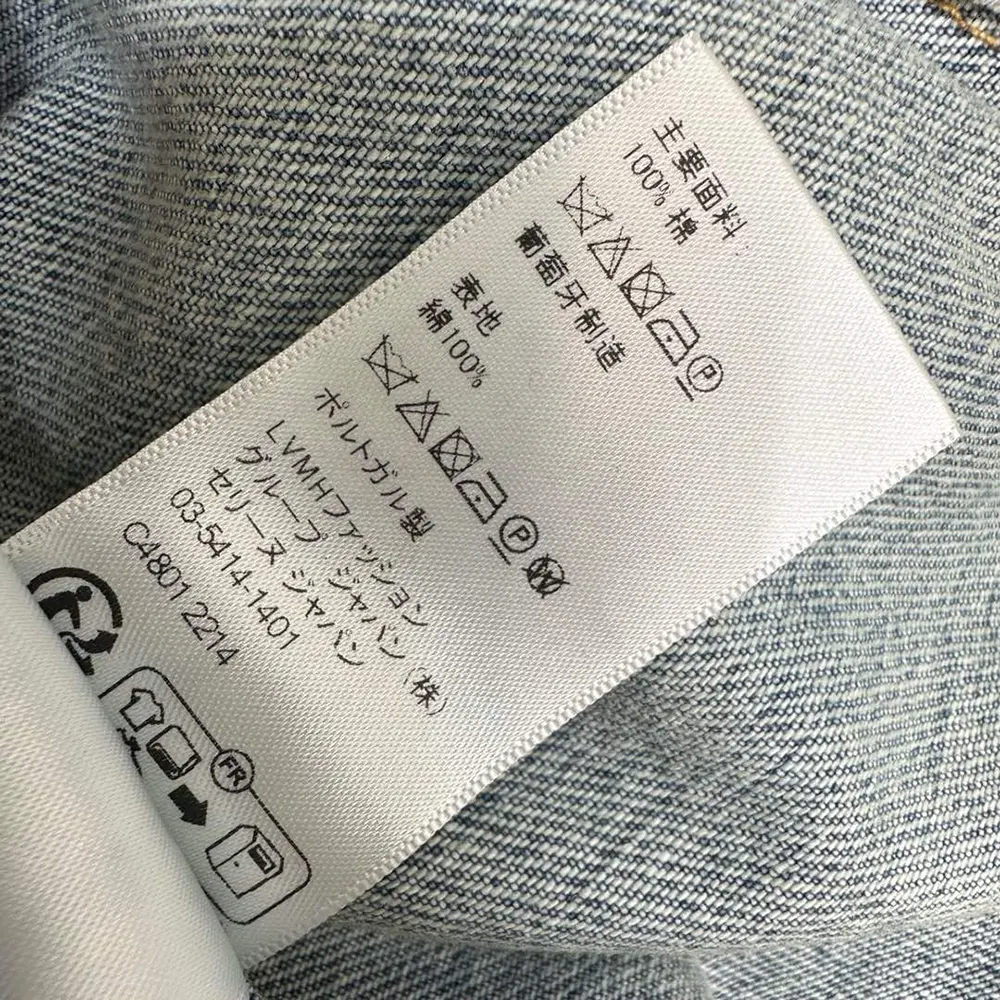 主要面料
100% 棉
P
葡萄牙制造
表地
綿100%
P
W
ポルトガル製
LVMHファッション
グループ ジャパン (株)
セリーヌ ジャパン
03-5414-1401
C4801 2214
FR